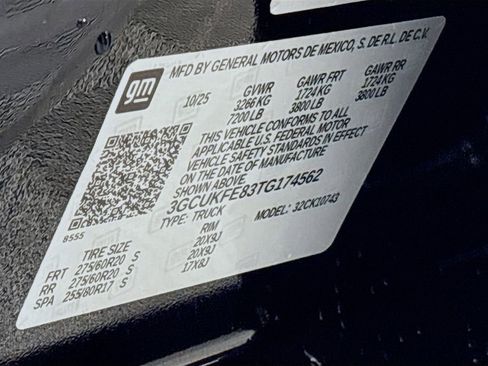 gm
MFD BY GENERAL MOTORS DE MEXICO, S. DE R.L. DE C.V.
10/25 GVWR GAWR FRT GAWR RR
3266 KG 1724 KG 1724 KG
7200 LB 3800 LB 3800 LB
THIS VEHICLE CONFORMS TO ALL
APPLICABLE U.S. FEDERAL MOTOR
VEHICLE SAFETY STANDARDS IN EFFECT
ON THE DATE OF MANUFACTURE
SHOWN ABOVE
3GCUKFE83TG174562
TYPE: TRUCK MODEL: 32CK10743
8555
TIRE SIZE RIM
FRT 275/60R20 S 20X9J
RR 275/60R20 S 20X9J
SPA 255/80R17 S 17X8J